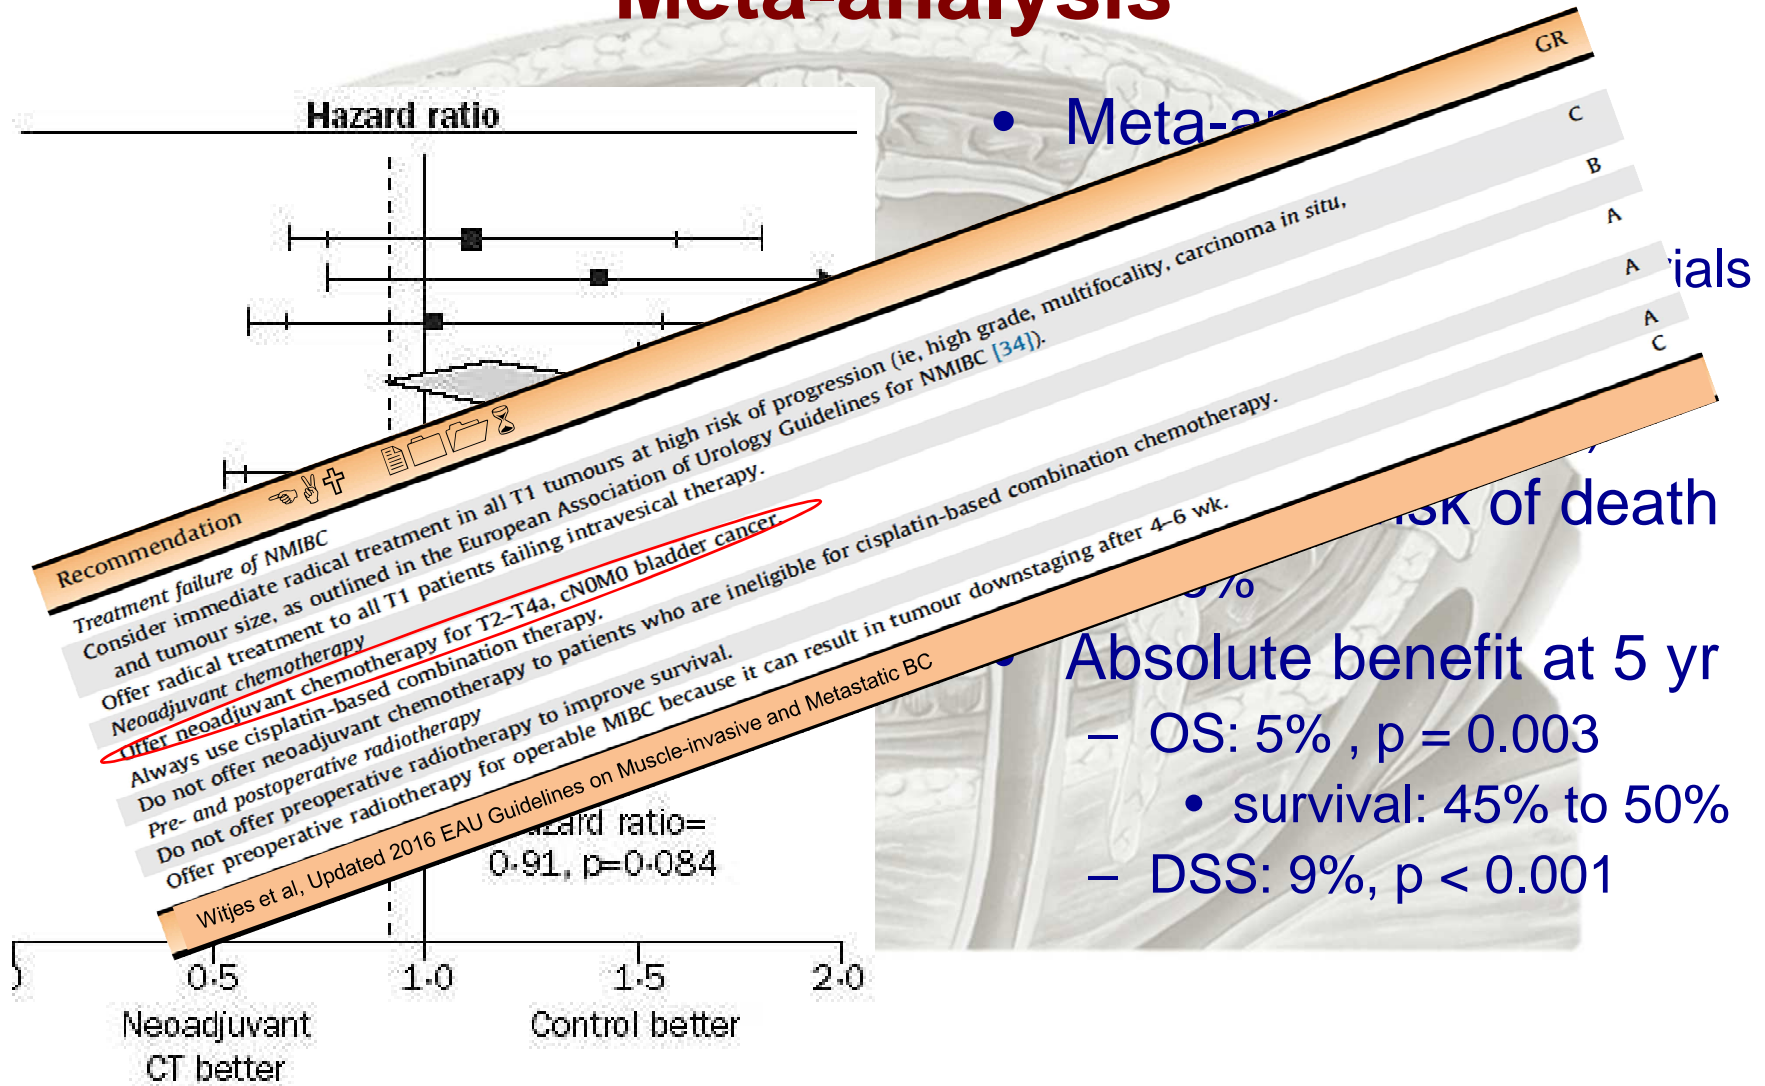 Meta-analysis
Hazard ratio
Hazard ratio=
0·91, p=0·084
0·5
1·0
1·5
2·0
Neoadjuvant
CT better
Control better
• Meta-
of death
• Absolute benefit at 5 yr
– OS: 5% , p = 0.003
• survival: 45% to 50%
– DSS: 9%, p < 0.001
Recommendation
GR
Treatment failure of NMIBC
Consider immediate radical treatment in all T1 tumours at high risk of progression (ie, high grade, multifocality, carcinoma in situ,
and tumour size, as outlined in the European Association of Urology Guidelines for NMIBC [34]).
C
Offer radical treatment to all T1 patients failing intravesical therapy.
B
Neoadjuvant chemotherapy
Offer neoadjuvant chemotherapy for T2–T4a, cN0M0 bladder cancer.
A
Always use cisplatin-based combination therapy.
A
Do not offer neoadjuvant chemotherapy to patients who are ineligible for cisplatin-based combination chemotherapy.
Pre- and postoperative radiotherapy
Do not offer preoperative radiotherapy to improve survival.
A
Offer preoperative radiotherapy for operable MIBC because it can result in tumour downstaging after 4–6 wk.
C
Witjes et al, Updated 2016 EAU Guidelines on Muscle-invasive and Metastatic BC